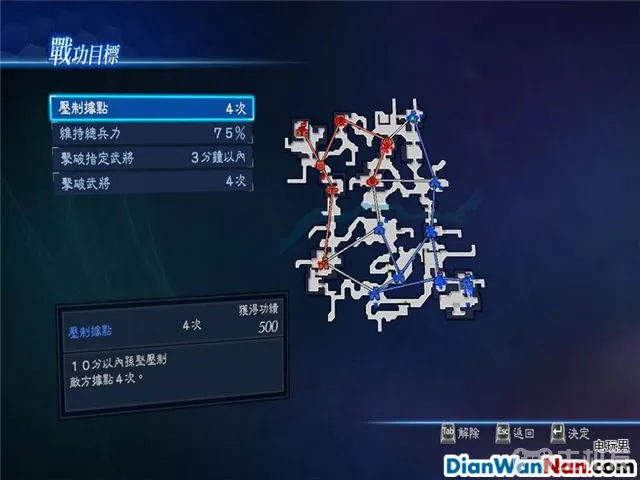 戰功目標
壓制據點 4次
維持總兵力 75%
擊破指定武將 3分鐘以內
擊破武將 4次
獲得功績
壓制據點 4次 500
10分以內孫堅壓制
敵方據點4次。
Tab 解除 Esc 返回 決定
电玩男
DianWanNan.com